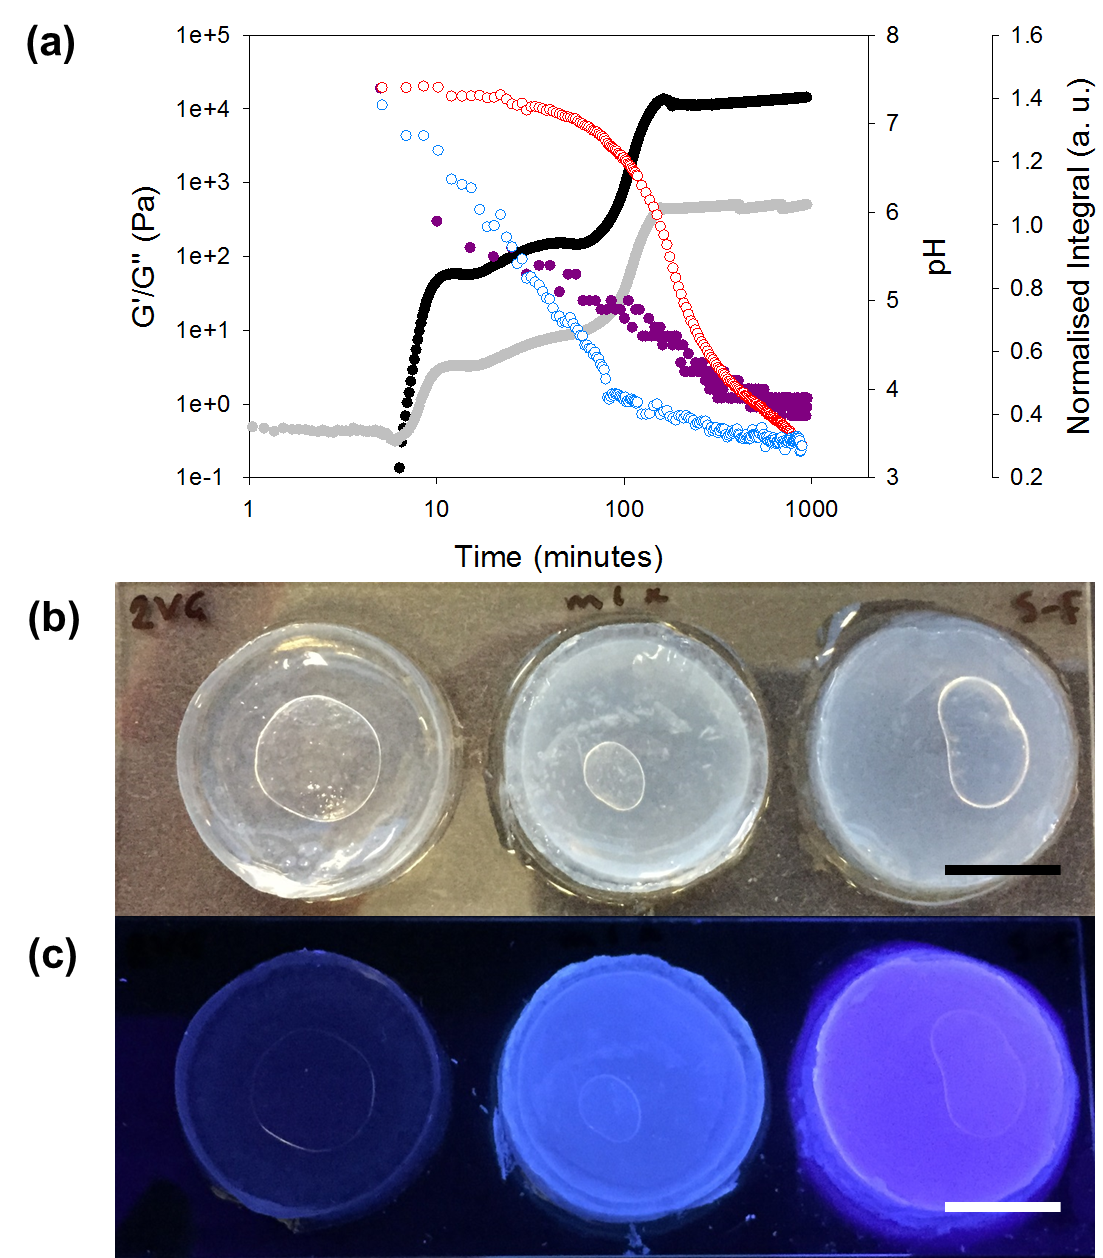 (a)
1e+5
1e+4
1e+3
1e+2
1e+1
1e+0
1e-1
G'/G" (Pa)
1
10
100
1000
Time (minutes)
8
7
6
5
4
3
pH
1.6
1.4
1.2
1.0
0.8
0.6
0.4
0.2
Normalised Integral (a. u.)
(b)
2VG mix S-F
(c)
mix